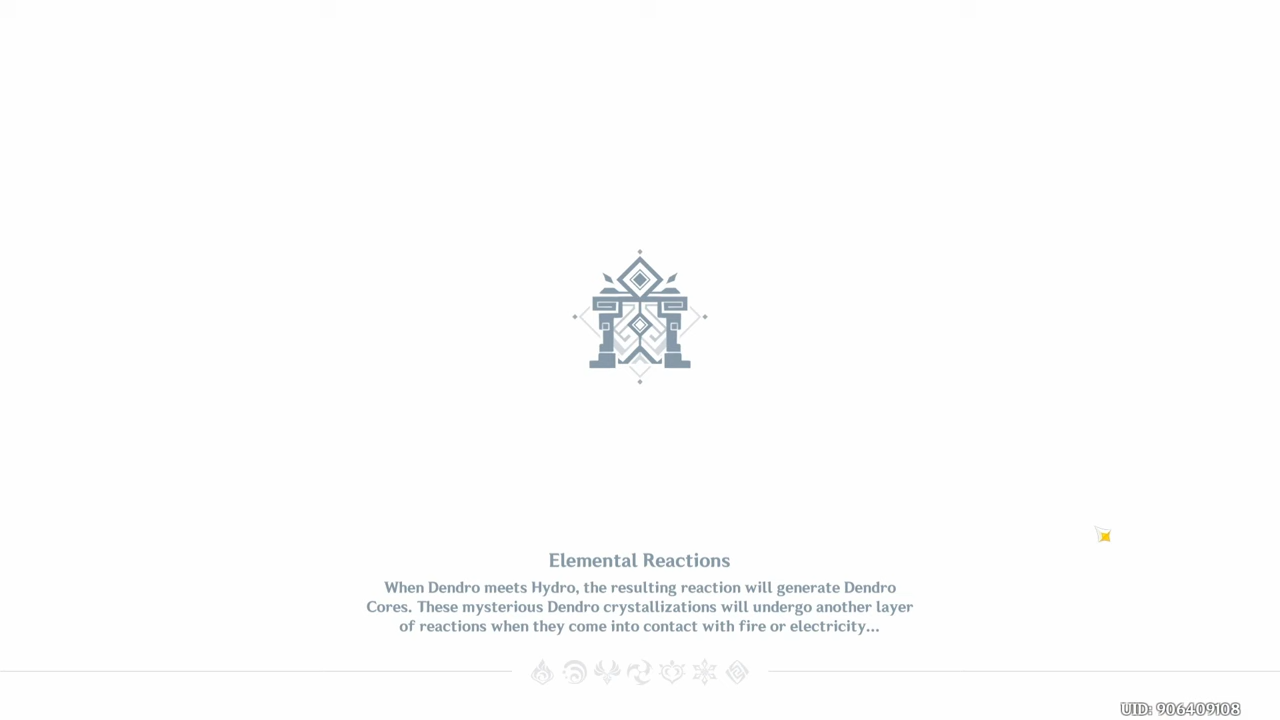 Elemental Reactions
When Dendro meets Hydro, the resulting reaction will generate Dendro
Cores. These mysterious Dendro crystallizations will undergo another layer
of reactions when they come into contact with fire or electricity...
UID: 906409108